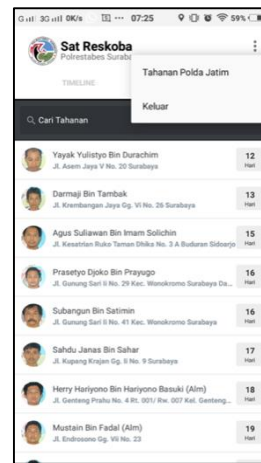 07:25
59%
Sat Reskoba
Polrestabes Suraba
Tahanan Polda Jatim
TIMELINE
Keluar
Cari Tahanan
Yayak Yulistyo Bin Durachim
Jl. Asem Jaya V No. 20 Surabaya
12
Hari
Darmaji Bin Tambak
Jl. Krembangan Jaya Gg. VI No. 26 Surabaya
13
Hari
Agus Suliawan Bin Imam Solichin
Jl. Kesatrian Ruko Taman Dhika No. 3 A Buduran Sidoarjo
15
Hari
Prasetyo Djoko Bin Prayugo
Jl. Gunung Sari II No. 29 Kec. Wonokromo Surabaya Da...
16
Hari
Subangun Bin Satimin
Jl. Gunung Sari II No. 41 Kec. Wonokromo Surabaya
16
Hari
Sahdu Janas Bin Sahar
Jl. Kupang Krajan Gg. II No. 9 Surabaya
17
Hari
Herry Hariyono Bin Hariyono Basuki (Alm)
Jl. Genteng Prahu No. 4 Rt. 001/ Rw. 007 Kel. Genteng...
18
Hari
Mustain Bin Fadal (Alm)
Jl. Endrosono Gg. VII No. 23
19
Hari